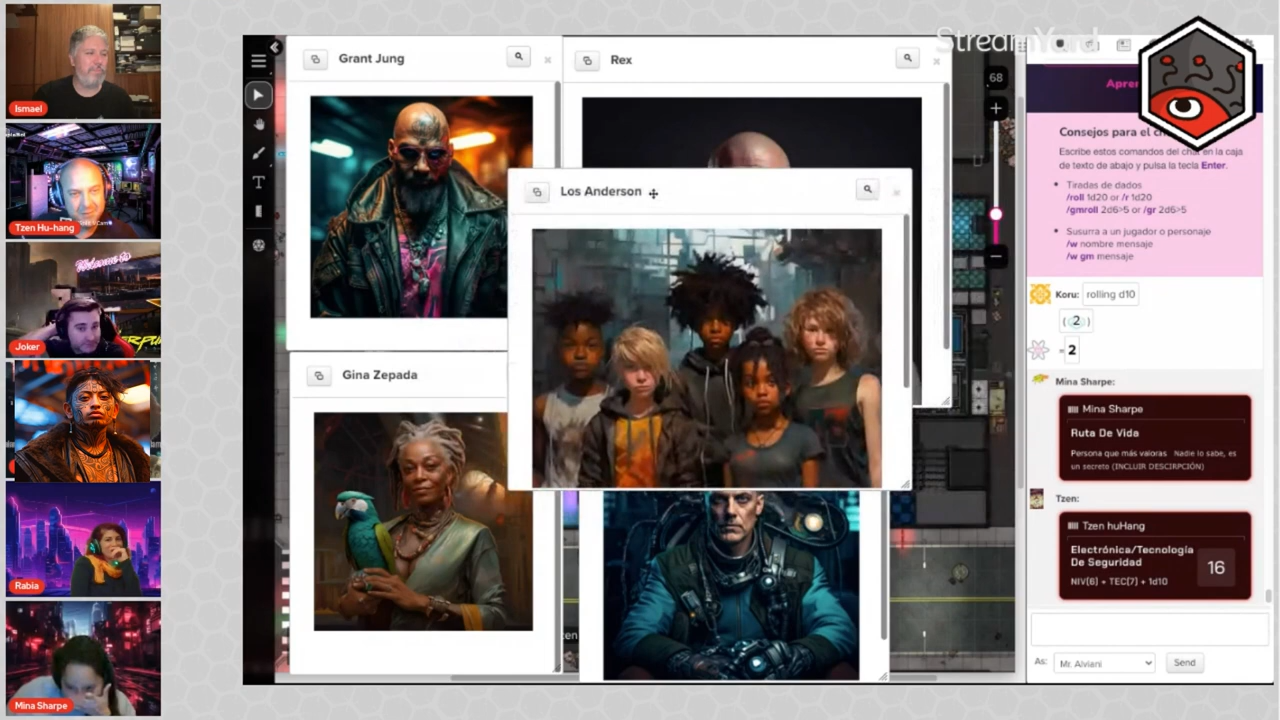 Ismael
Tzen Hu-hang
Joker
Rabia
Mina Sharpe
StreamYard
Grant Jung
Rex
Los Anderson
Gina Zepada
68
T
Consejos para el
Escribe estos comandos del chat en la caja
de texto de abajo y pulsa la tecla Enter.
Tiradas de dados
/roll 1d20 or /r 1d20
/gmroll 2d6>5 or /gr 2d6>5
Susurra a un jugador o personaje
/w nombre mensaje
/w gm mensaje
Koru: rolling d10
(2)
=2
Mina Sharpe:
Mina Sharpe
Ruta De Vida
Persona que más valoras Nadie lo sabe, es
un secreto (INCLUIR DESCIRPCIÓN)
Tzen:
Tzen huHang
Electrónica/Tecnología
De Seguridad
16
NIV(6) + TEC(7) + 1d10
As: Mr. Alviani Send